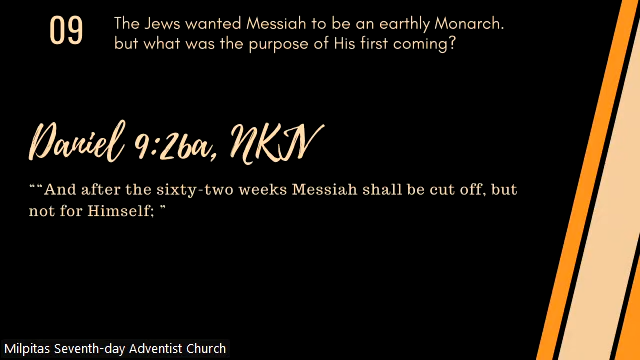 09
The Jews wanted Messiah to be an earthly Monarch.
but what was the purpose of His first coming?
Daniel 9:26a, NKJV
““And after the sixty-two weeks Messiah shall be cut off, but
not for Himself; ”
Milpitas Seventh-day Adventist Church